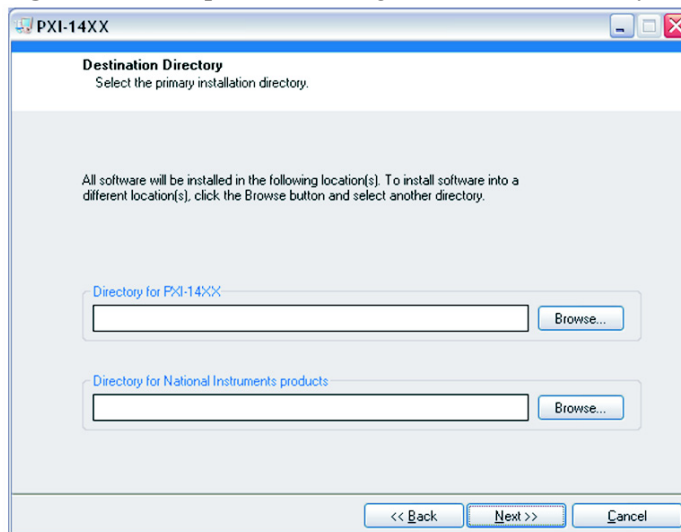 PXI-14XX
Destination Directory
Select the primary installation directory.
All software will be installed in the following location(s). To install software into a
different location(s), click the Browse button and select another directory.
Directory for PXI-14XX
Browse...
Directory for National Instruments products
Browse...
<< Back
Next >>
Cancel